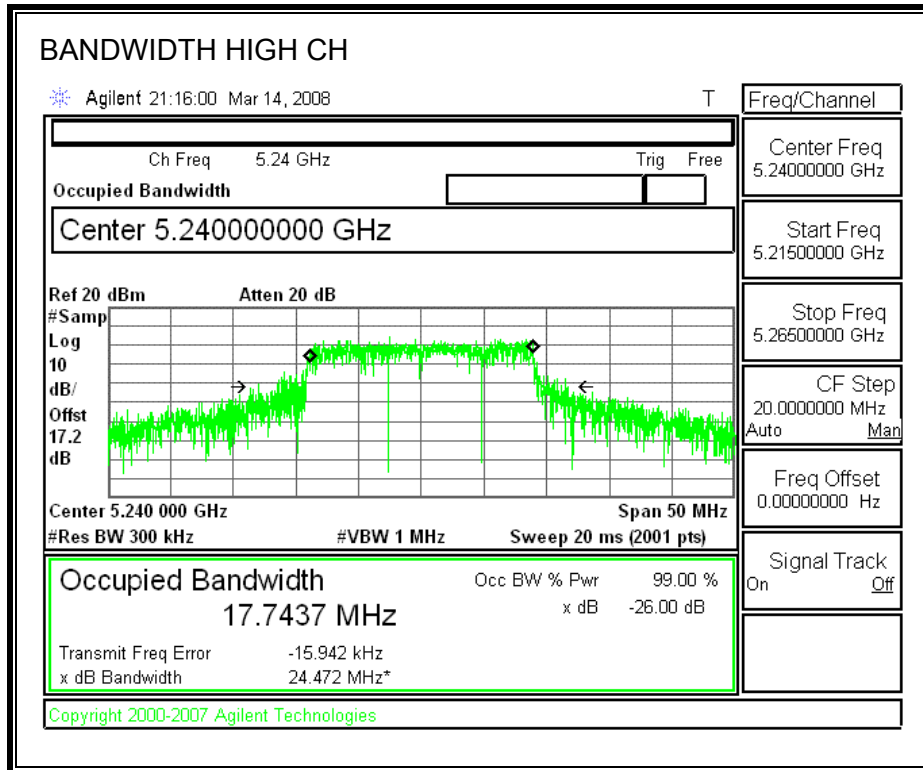 BANDWIDTH HIGH CH
Agilent 21:16:00 Mar 14, 2008 T
Freq/Channel
Ch Freq 5.24 GHz Trig Free
Occupied Bandwidth
Center 5.240000000 GHz
Ref 20 dBm Atten 20 dB
#Samp
Log
10
dB/
Offst
17.2
dB
Center 5.240 000 GHz Span 50 MHz
#Res BW 300 kHz #VBW 1 MHz Sweep 20 ms (2001 pts)
Occupied Bandwidth
17.7437 MHz
Occ BW % Pwr 99.00 %
x dB -26.00 dB
Transmit Freq Error -15.942 kHz
x dB Bandwidth 24.472 MHz*
Center Freq
5.24000000 GHz
Start Freq
5.21500000 GHz
Stop Freq
5.26500000 GHz
CF Step
20.0000000 MHz
Auto Man
Freq Offset
0.00000000 Hz
Signal Track
On Off
Copyright 2000-2007 Agilent Technologies